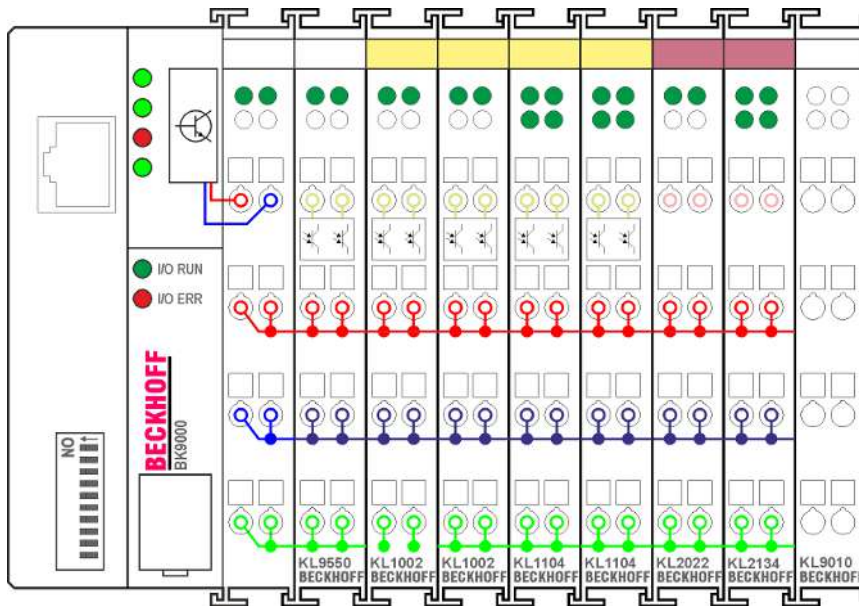 I/O RUN
I/O ERR
BECKHOFF
BK9000
NO
KL9550 KL1002 KL1002 KL1104 KL1104 KL2022 KL2134 KL9010
BECKHOFF BECKHOFF BECKHOFF BECKHOFF BECKHOFF BECKHOFF BECKHOFF BECKHOFF